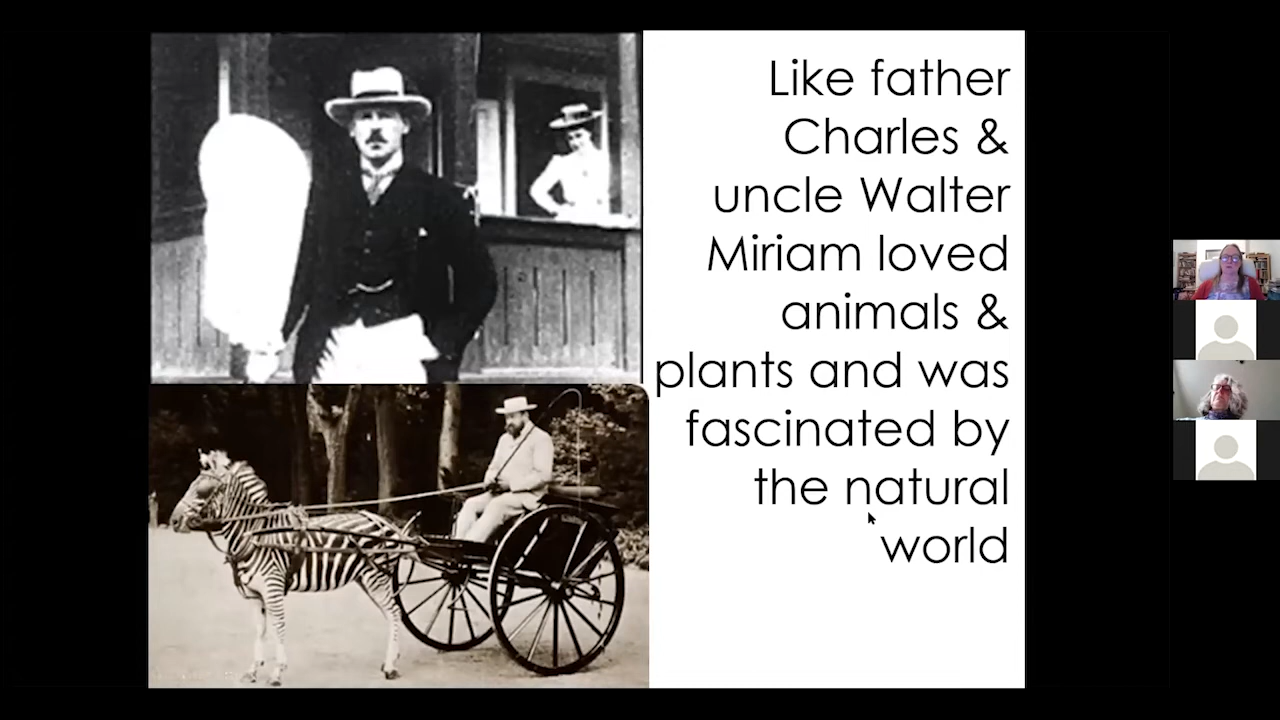 Like father
Charles &
uncle Walter
Miriam loved
animals &
plants and was
fascinated by
the natural
world